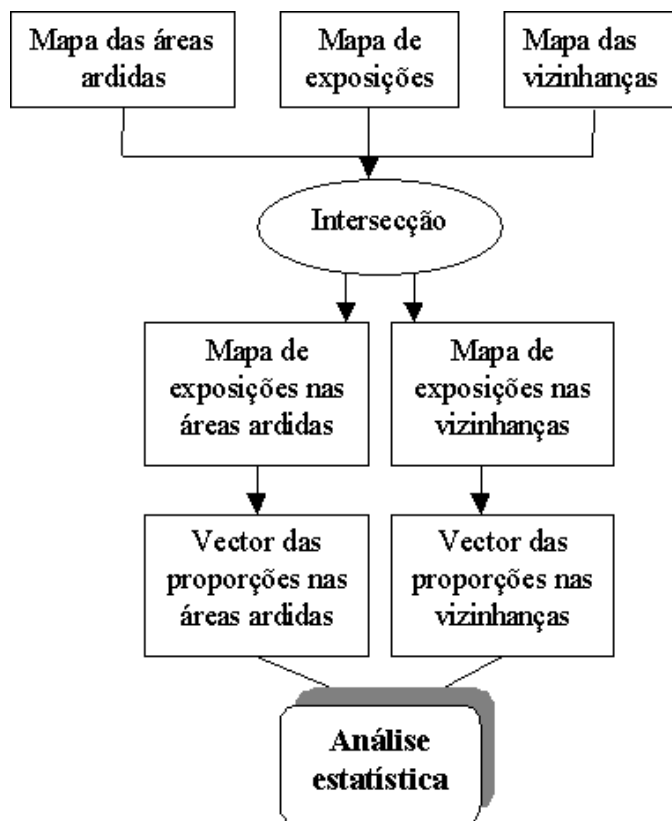 Mapa das áreas
ardidas
Mapa de
exposições
Mapa das
vizinhanças
Intersecção
Mapa de
exposições nas
áreas ardidas
Mapa de
exposições nas
vizinhanças
Vector das
proporções nas
áreas ardidas
Vector das
proporções nas
vizinhanças
Análise
estatística